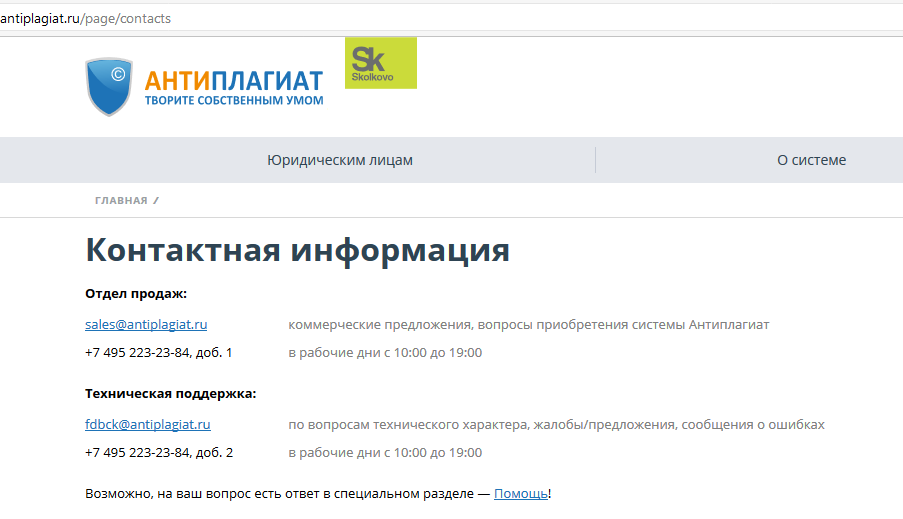 antiplagiat.ru/page/contacts
©
АНТИПЛАГИАТ
ТВОРИТЕ СОБСТВЕННЫМ УМОМ
Sk
Skolkovo
Юридическим лицам
О системе
ГЛАВНАЯ /
Контактная информация
Отдел продаж:
sales@antiplagiat.ru коммерческие предложения, вопросы приобретения системы Антиплагиат
+7 495 223-23-84, доб. 1 в рабочие дни с 10:00 до 19:00
Техническая поддержка:
fdbck@antiplagiat.ru по вопросам технического характера, жалобы/предложения, сообщения о ошибках
+7 495 223-23-84, доб. 2 в рабочие дни с 10:00 до 19:00
Возможно, на ваш вопрос есть ответ в специальном разделе — Помощь!